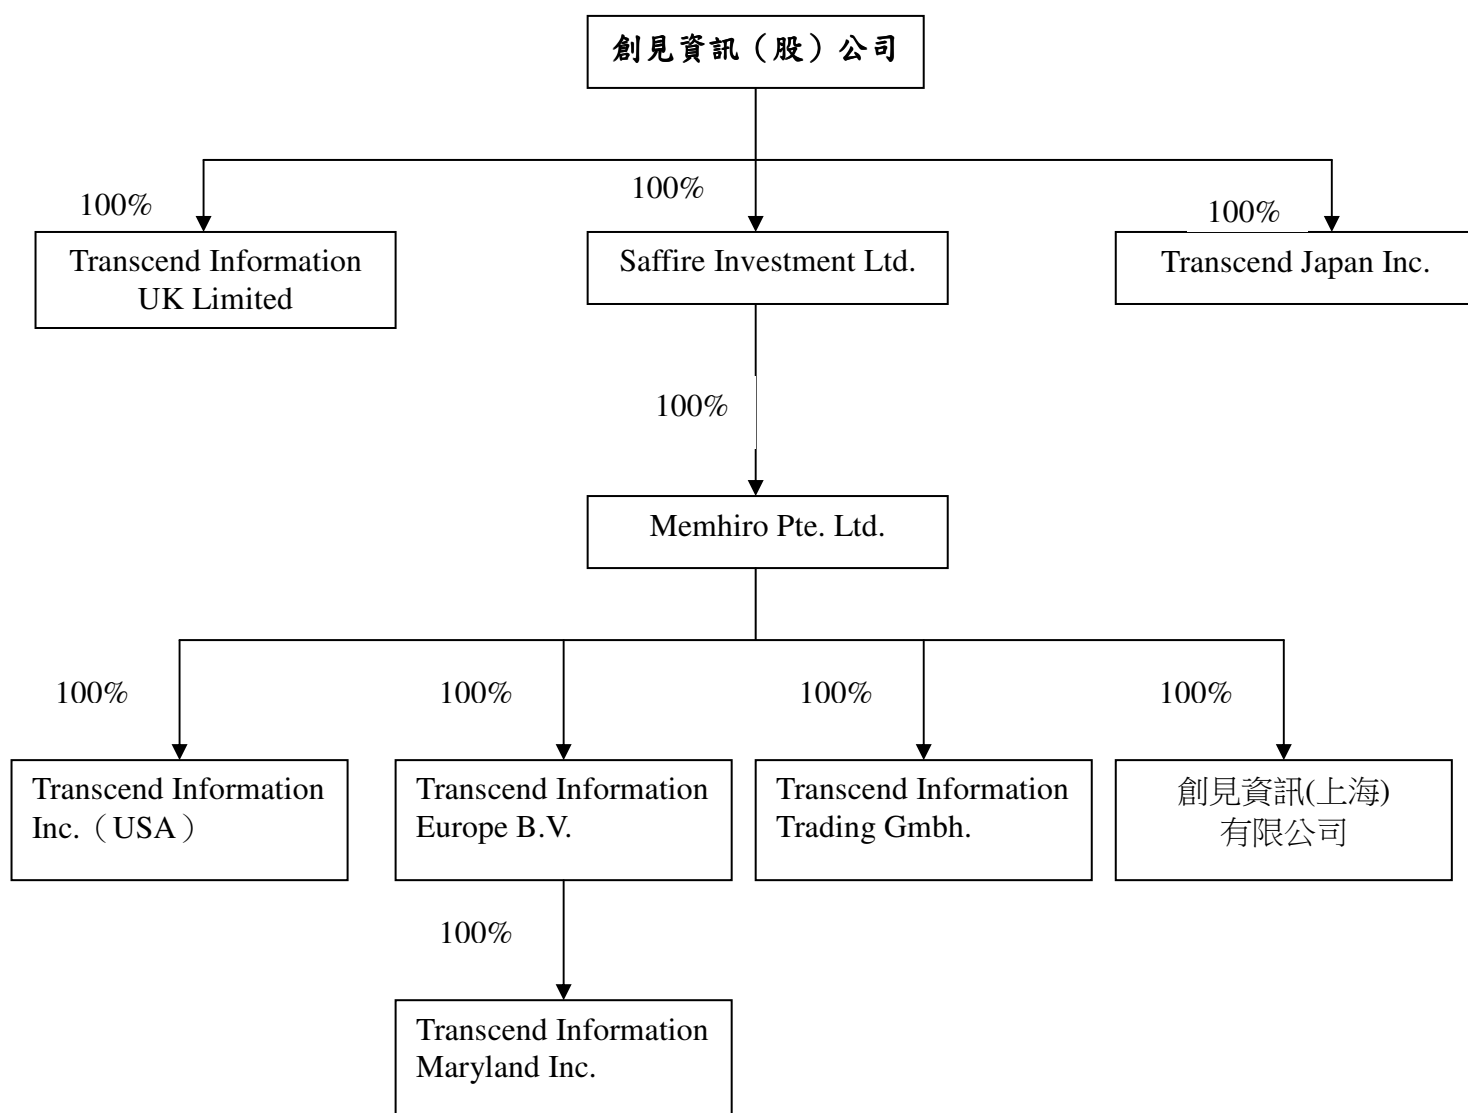 創見資訊（股）公司
100%
100%
100%
Transcend Information
UK Limited
Saffire Investment Ltd.
Transcend Japan Inc.
100%
Memhiro Pte. Ltd.
100%
100%
100%
100%
Transcend Information
Inc.（USA）
Transcend Information
Europe B.V.
Transcend Information
Trading Gmbh.
創見資訊(上海)
有限公司
100%
Transcend Information
Maryland Inc.